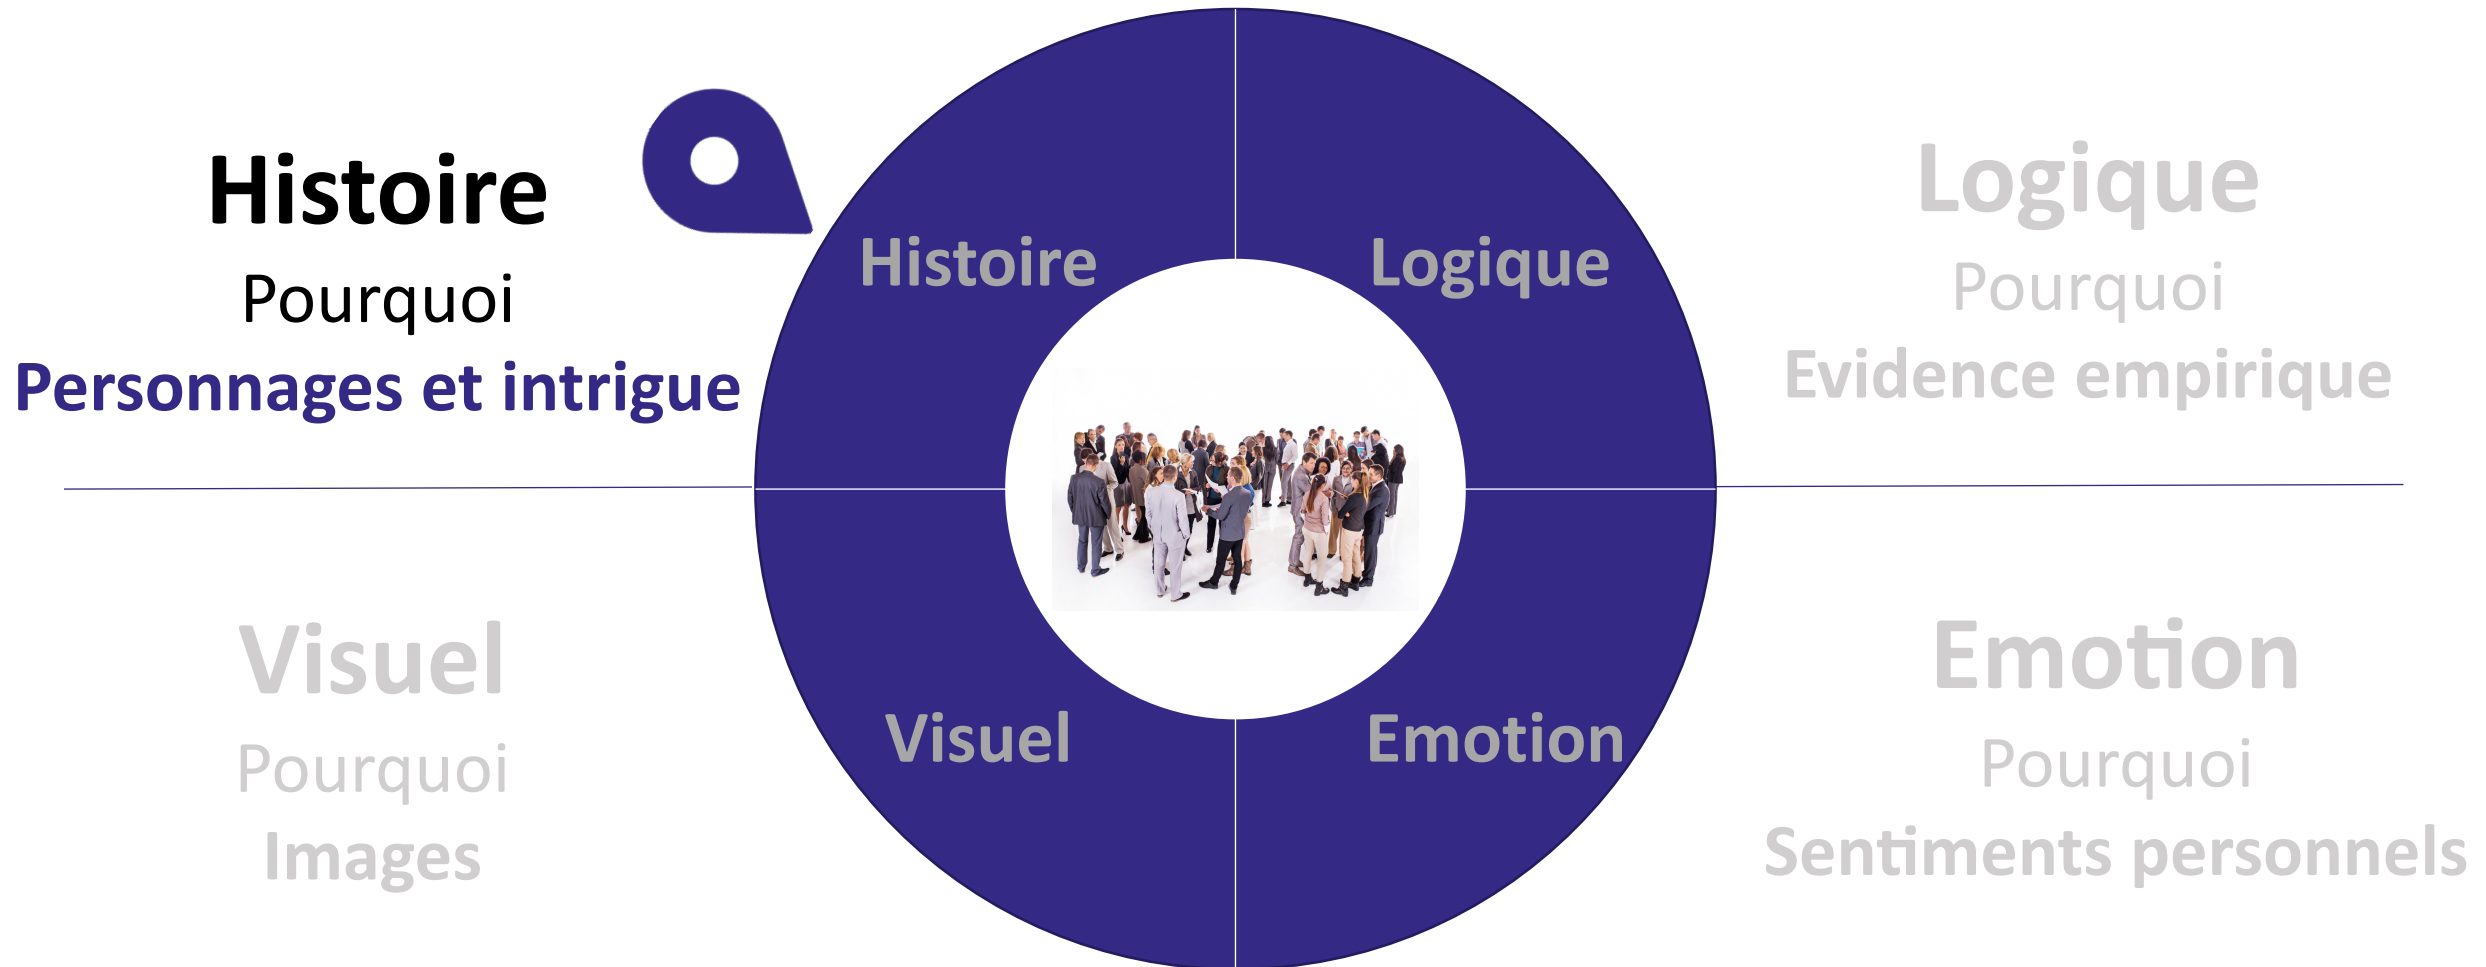 Histoire
Pourquoi
Personnages et intrigue
Histoire
Logique
Logique
Pourquoi
Evidence empirique
Visuel
Pourquoi
Images
Visuel
Emotion
Emotion
Pourquoi
Sentiments personnels